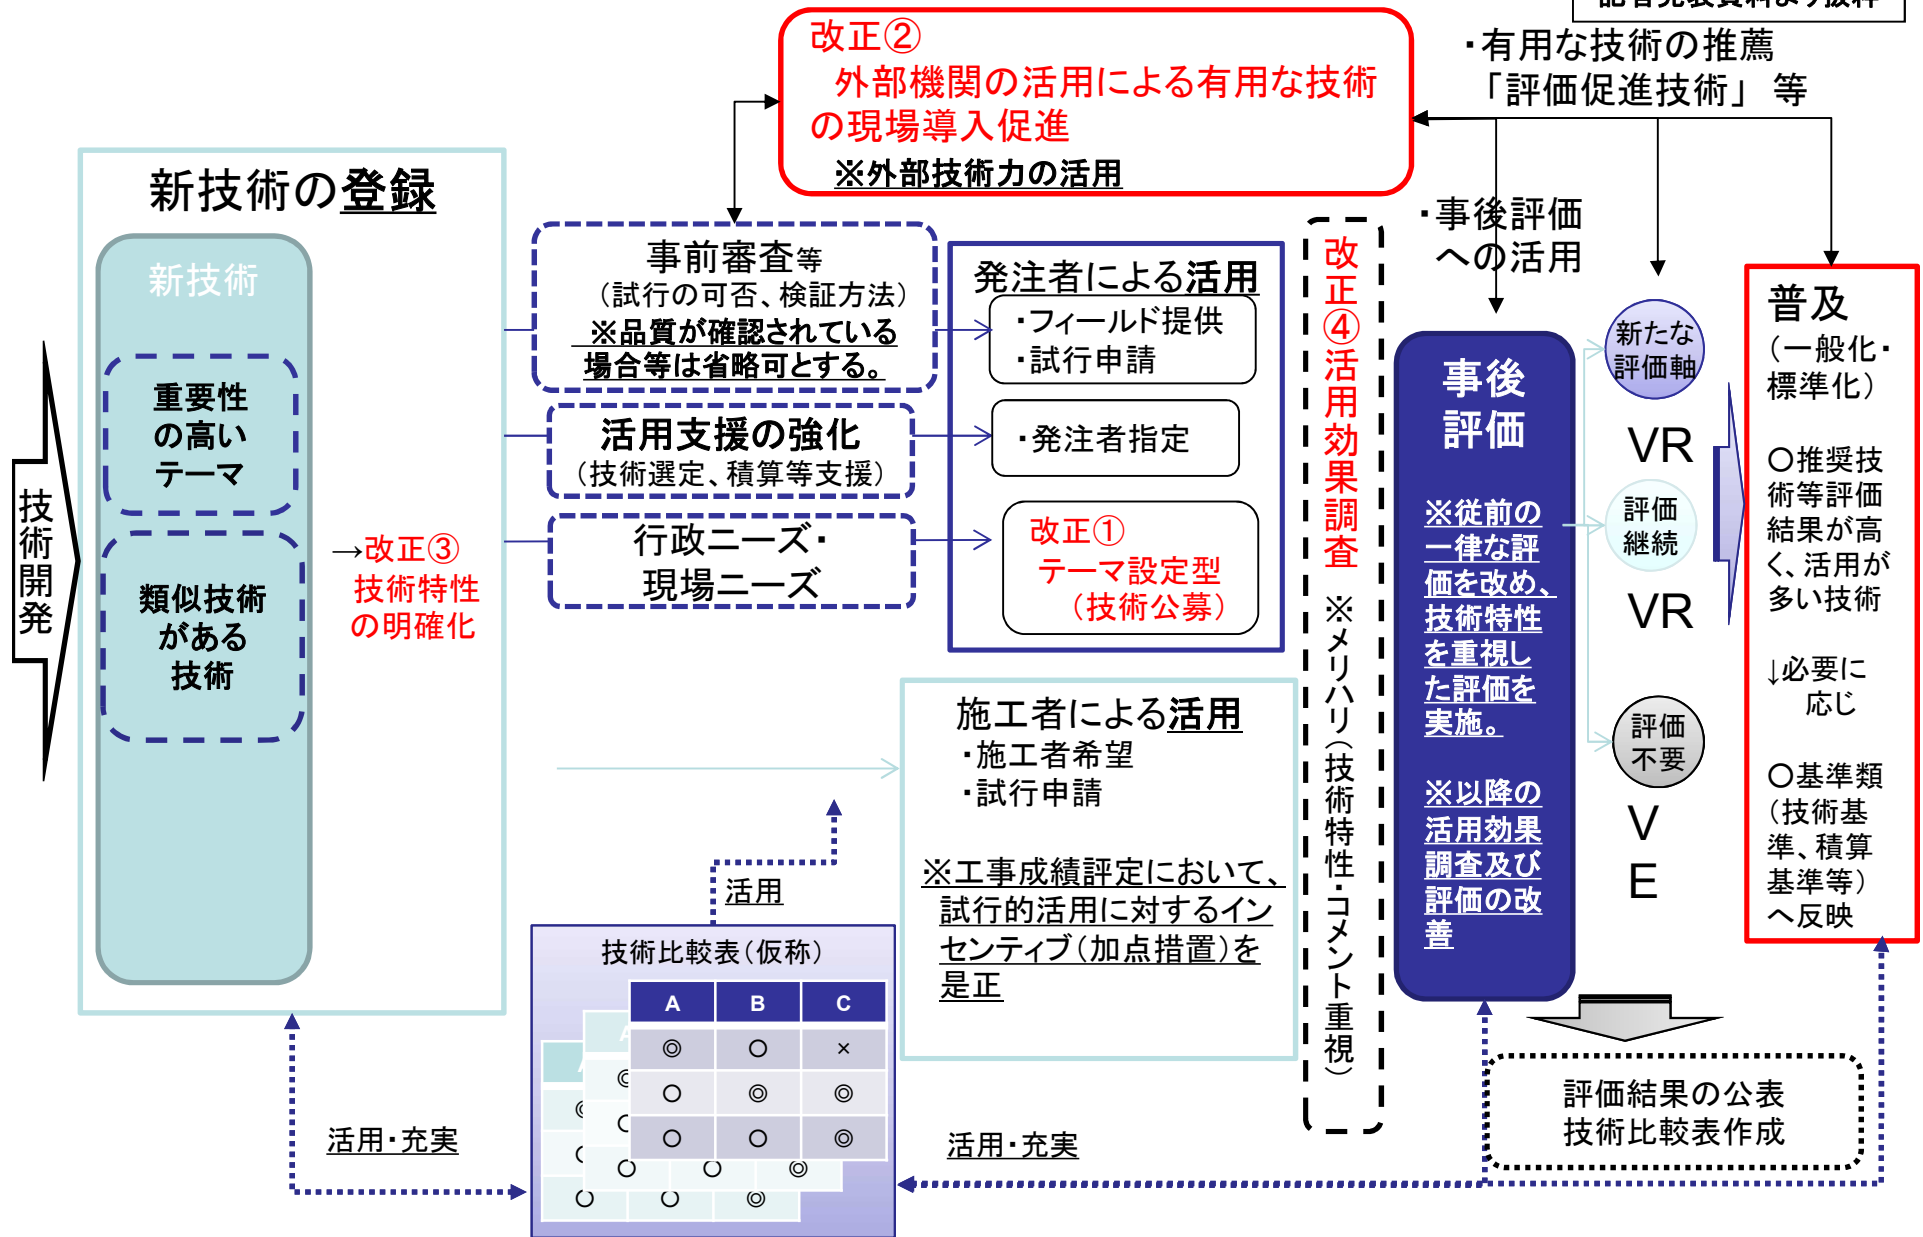 記者発表資料より抜粋
改正②
外部機関の活用による有用な技術
の現場導入促進
※外部技術力の活用
・有用な技術の推薦
「評価促進技術」 等
・事後評価
への活用
技術開発
新技術の登録
新技術
重要性
の高い
テーマ
類似技術
がある
技術
→改正③
技術特性
の明確化
事前審査等
（試行の可否、検証方法）
※品質が確認されている
場合等は省略可とする。
活用支援の強化
（技術選定、積算等支援）
行政ニーズ・
現場ニーズ
発注者による活用
・フィールド提供
・試行申請
・発注者指定
改正①
テーマ設定型
（技術公募）
施工者による活用
・施工者希望
・試行申請
※工事成績評定において、
試行的活用に対するイン
センティブ（加点措置）を
是正
改正④活用効果調査 ※メリハリ（技術特性・コメント重視）
事後
評価
※従前の
一律な評
価を改め、
技術特性
を重視し
た評価を
実施。
※以降の
活用効果
調査及び
評価の改
善
新たな
評価軸
VR
評価
継続
VR
評価
不要
V
E
普及
（一般化・
標準化）
○推奨技
術等評価
結果が高
く、活用が
多い技術
↓必要に
応じ
○基準類
（技術基
準、積算
基準等）
へ反映
活用
技術比較表（仮称）
A B C
◎ ○ ×
○ ◎ ◎
○ ○ ◎
○ ○ ◎
○ ○ ◎
活用・充実
活用・充実
評価結果の公表
技術比較表作成